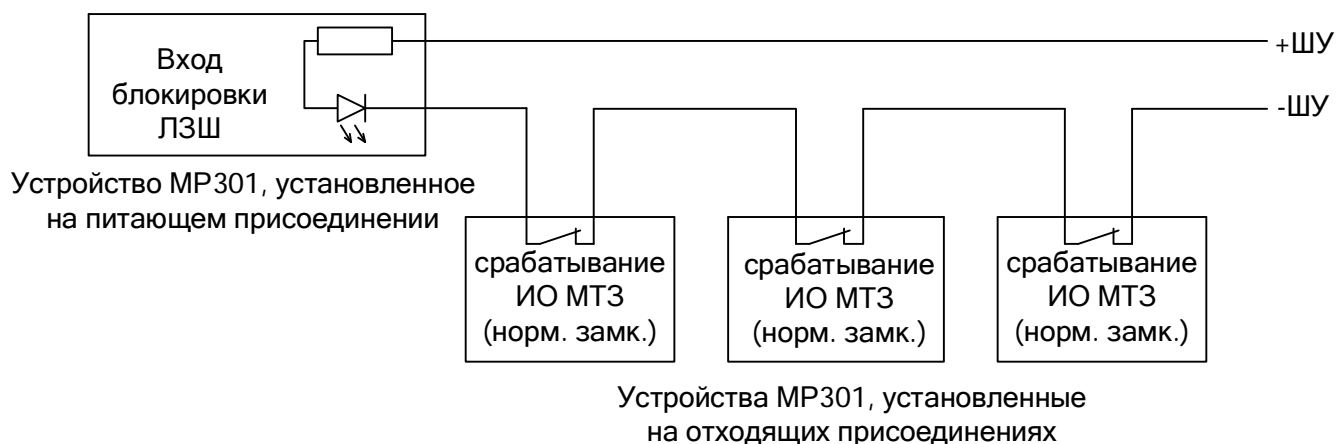 Вход
блокировки
ЛЗШ
+ШУ
-ШУ
Устройство МР301, установленное
на питающем присоединении
срабатывание
ИО МТЗ
(норм. замк.)
срабатывание
ИО МТЗ
(норм. замк.)
срабатывание
ИО МТЗ
(норм. замк.)
Устройства МР301, установленные
на отходящих присоединениях